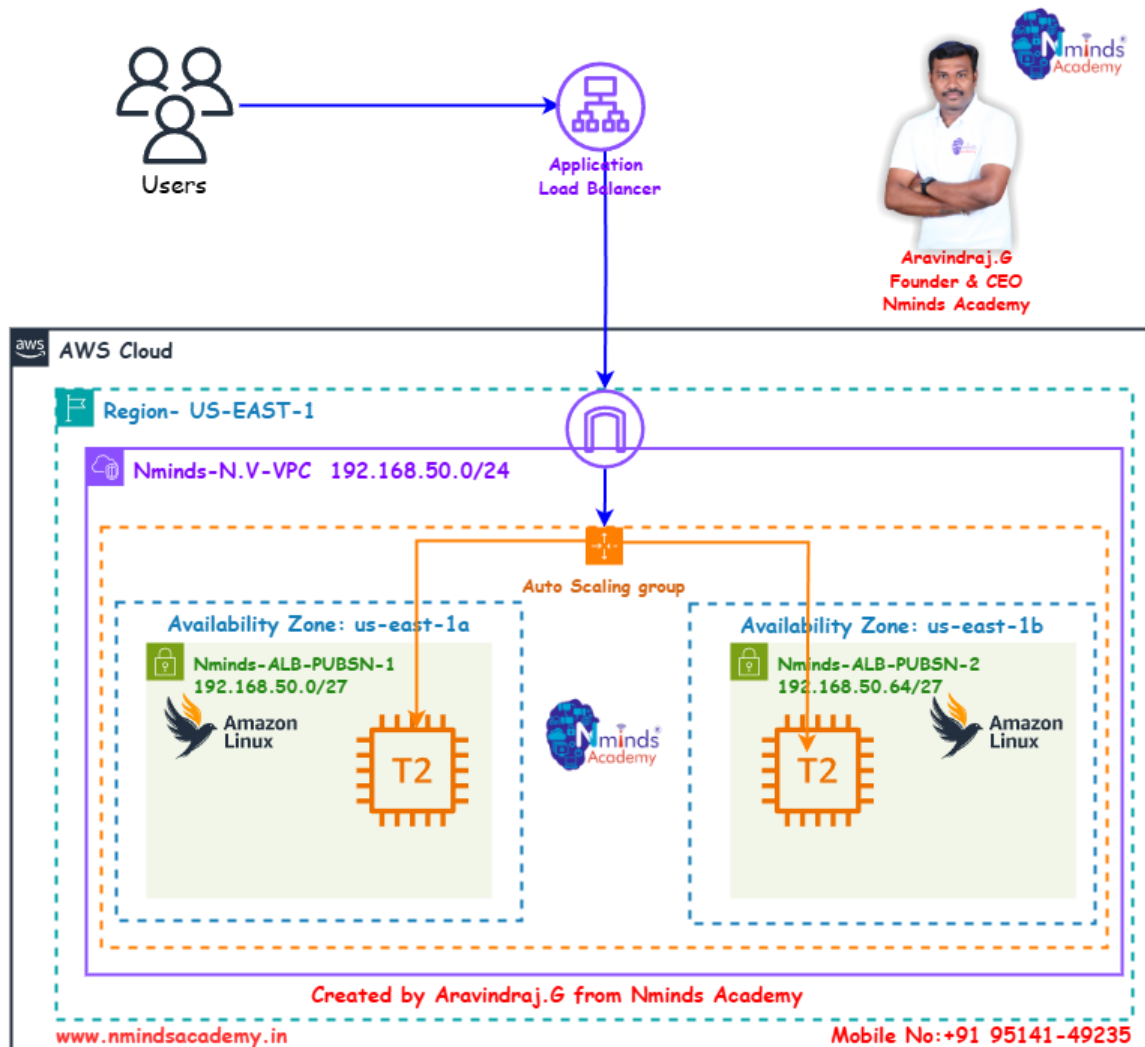 Nminds
Academy
Users
Application
Load Balancer
Aravindraj.G
Founder & CEO
Nminds Academy
aws
AWS Cloud
Region- US-EAST-1
Nminds-N.V-VPC 192.168.50.0/24
Auto Scaling group
Availability Zone: us-east-1a
Availability Zone: us-east-1b
Nminds-ALB-PUBSN-1
192.168.50.0/27
Nminds-ALB-PUBSN-2
192.168.50.64/27
Amazon
Linux
T2
Nminds
Academy
T2
Amazon
Linux
Created by Aravindraj.G from Nminds Academy
www.nmindsacademy.in
Mobile No:+91 95141-49235